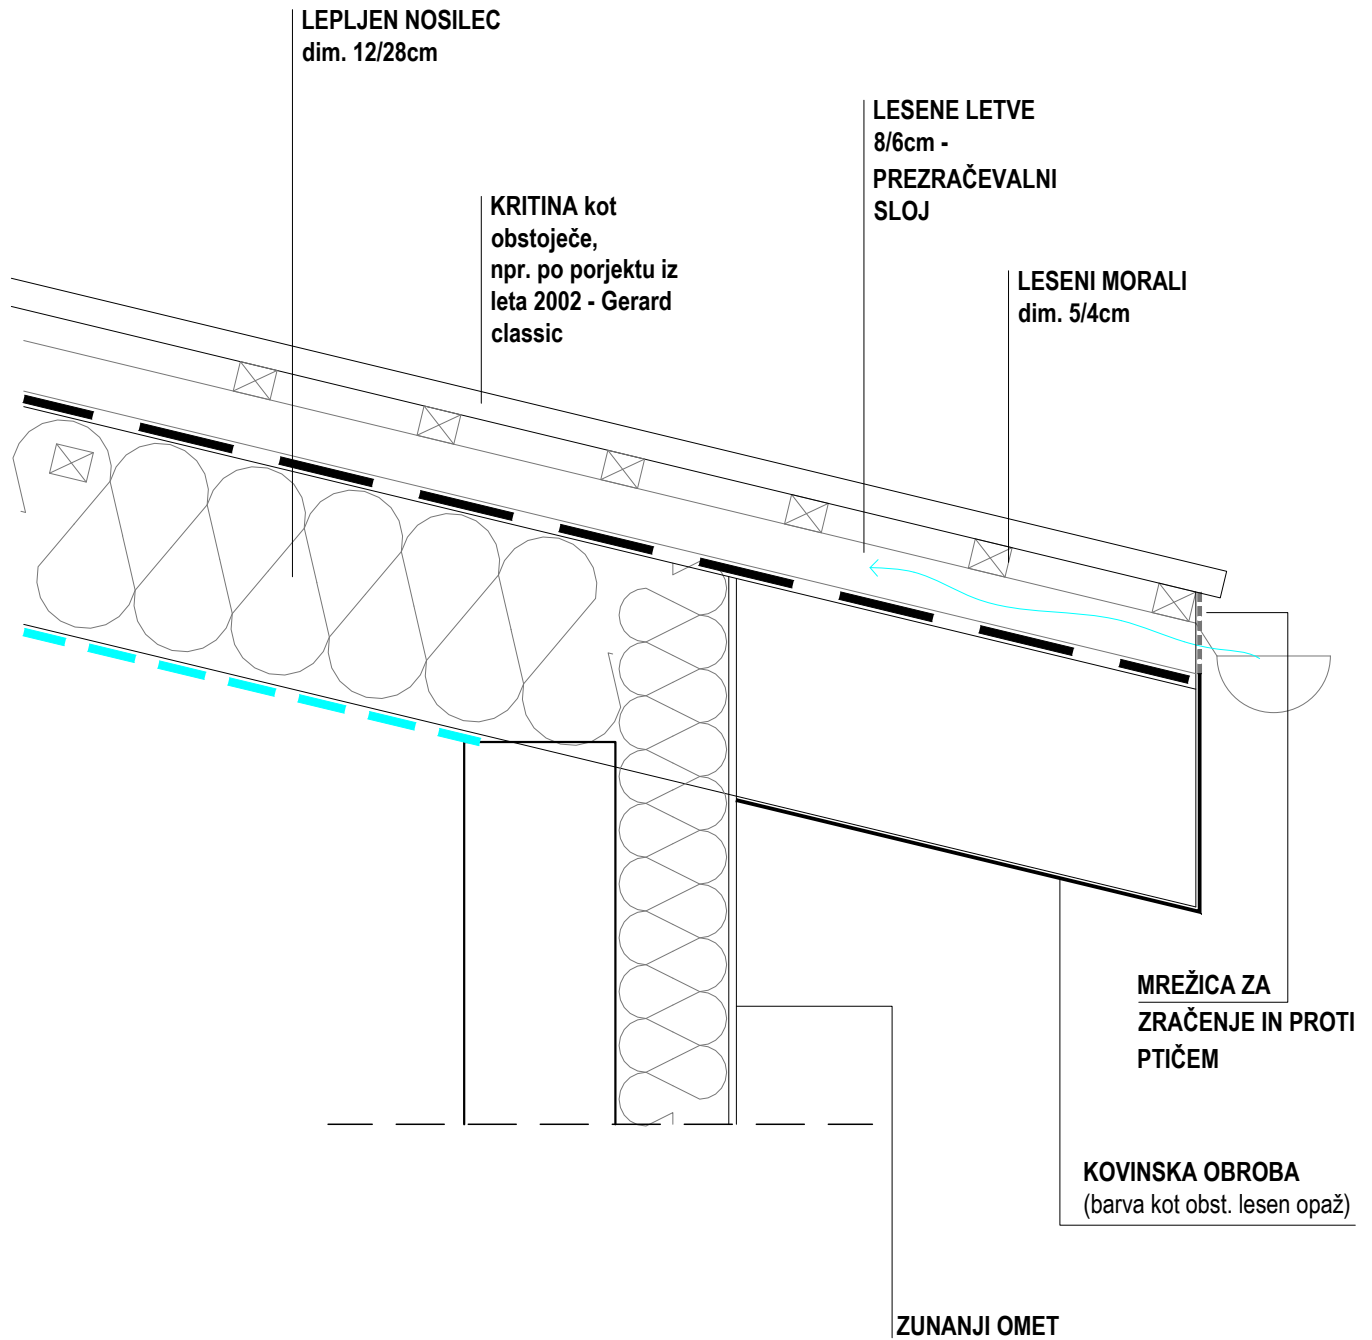 LEPLJEN NOSILEC
dim. 12/28cm
LESENE LETVE
8/6cm -
PREZRAČEVALNI
SLOJ
KRITINA kot
obstoječe,
npr. po porjektu iz
leta 2002 - Gerard
classic
LESENI MORALI
dim. 5/4cm
MREŽICA ZA
ZRAČENJE IN PROTI
PTIČEM
KOVINSKA OBROBA
(barva kot obst. lesen opaž)
ZUNANJI OMET